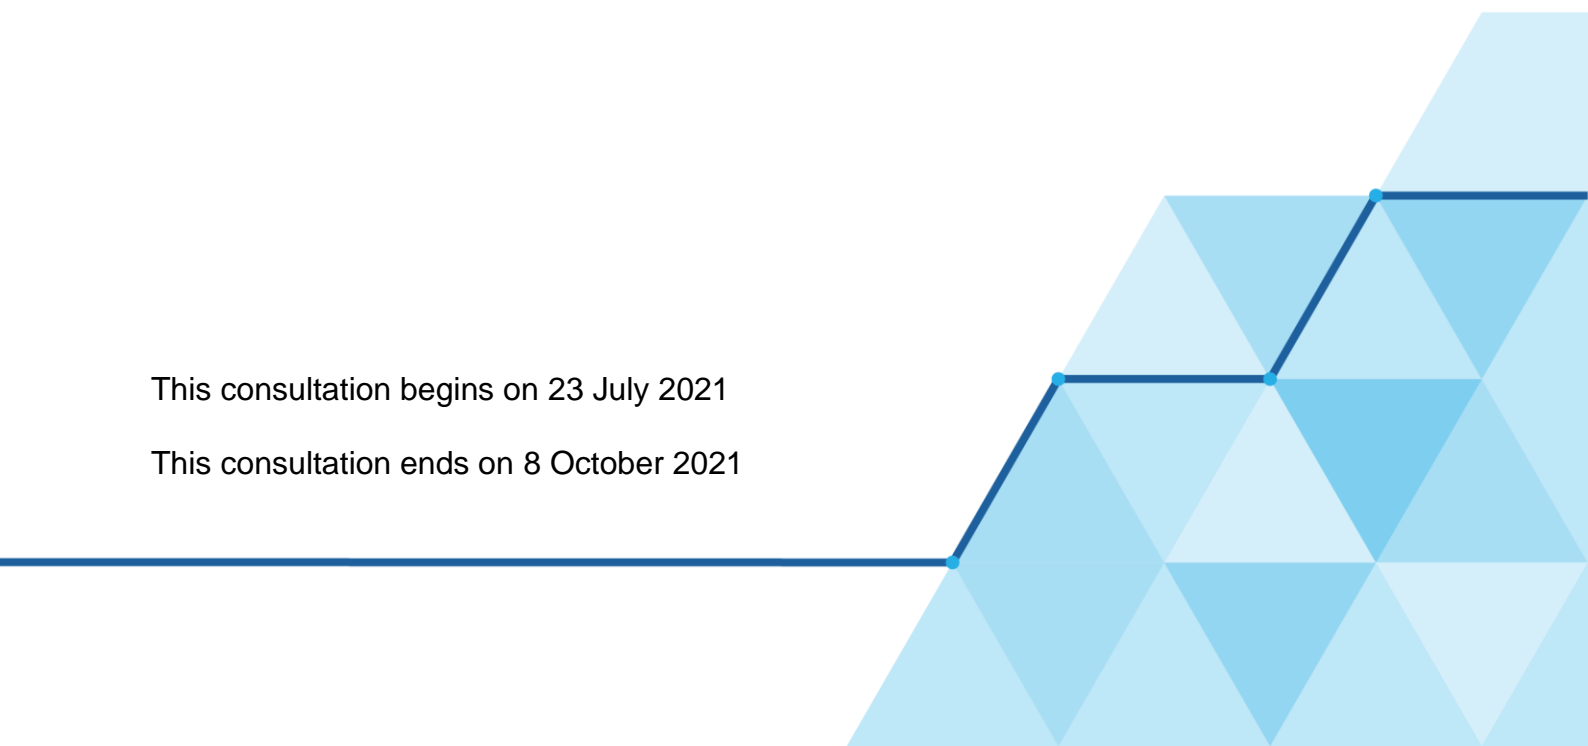 This consultation begins on 23 July 2021
This consultation ends on 8 October 2021